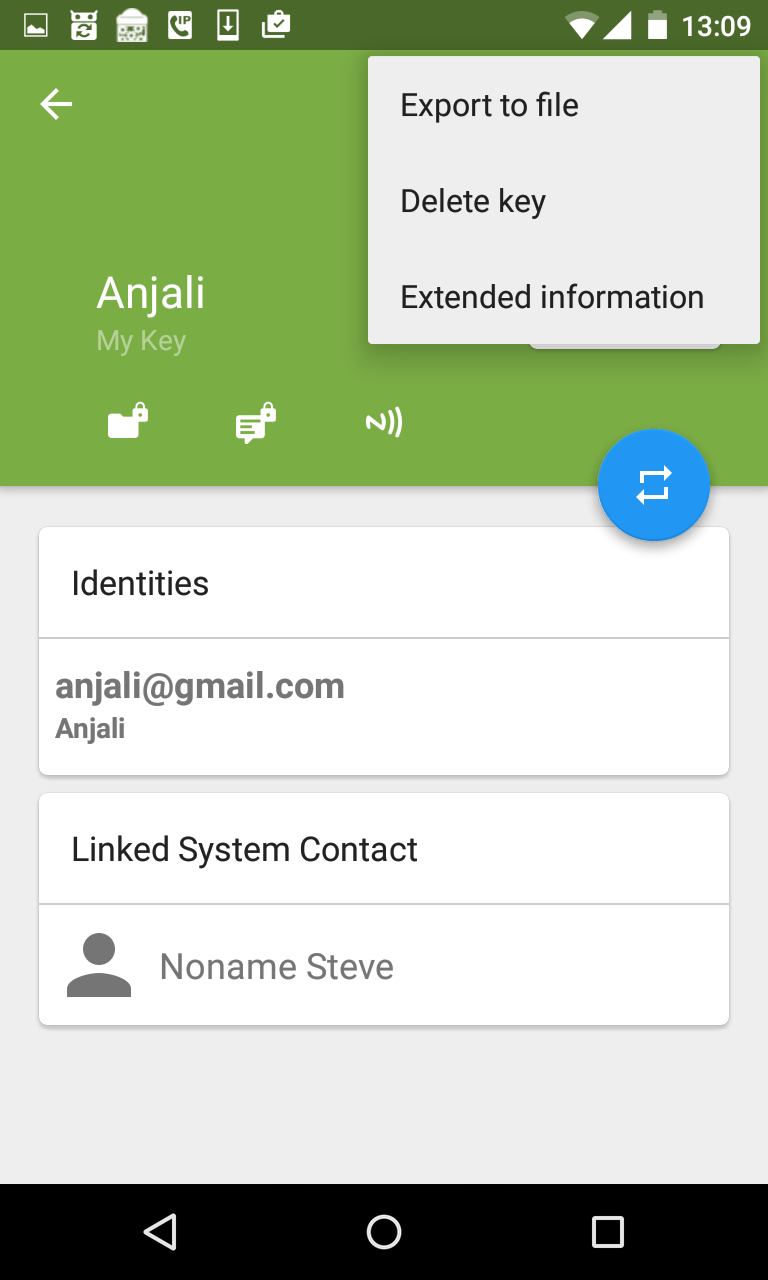 13:09
Export to file
Delete key
Extended information
Anjali
My Key
Identities
anjali@gmail.com
Anjali
Linked System Contact
Noname Steve